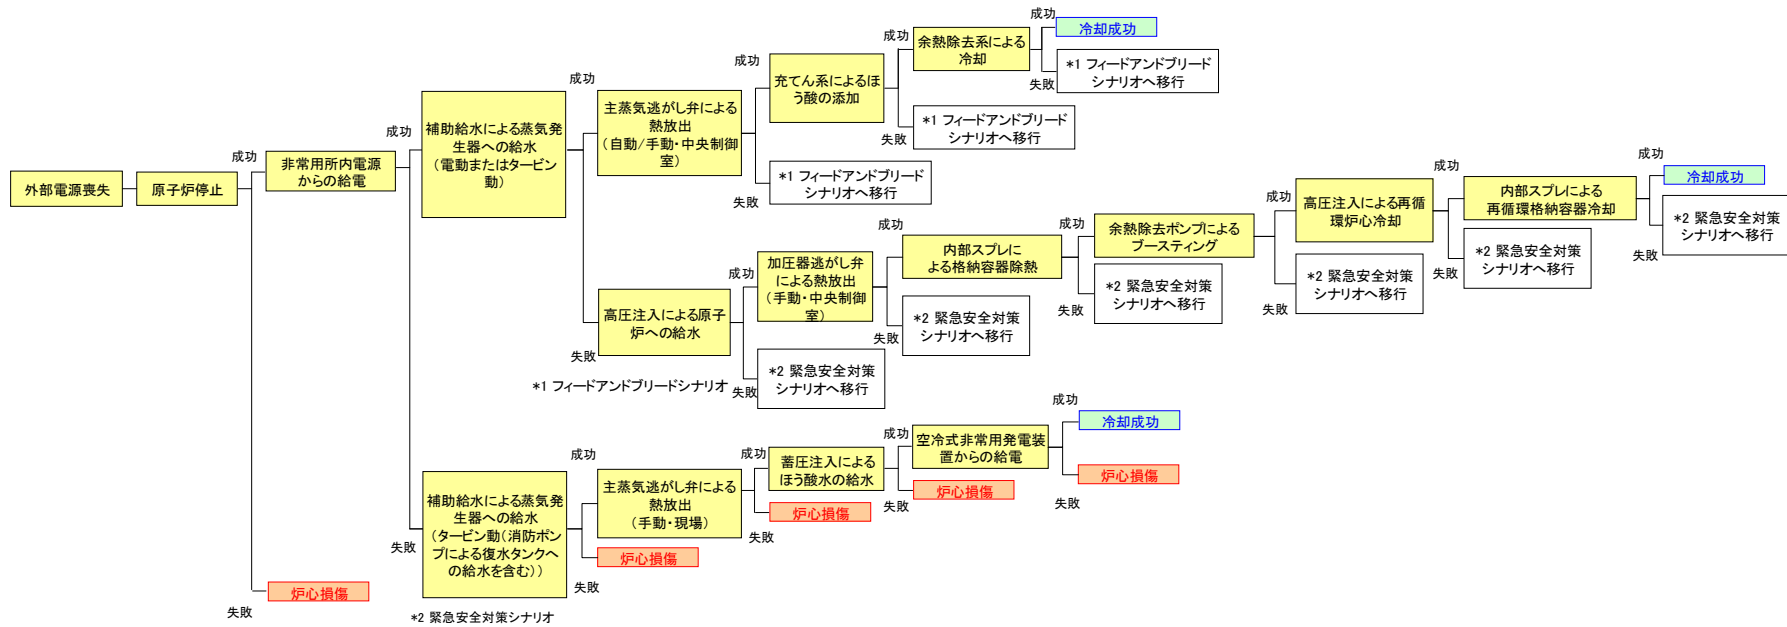 外部電源喪失
原子炉停止
成功
失敗
非常用所内電源
からの給電
炉心損傷
成功
失敗
補助給水による蒸気発
生器への給水
（電動またはタービン
動）
成功
失敗
主蒸気逃がし弁による
熱放出
（自動/手動・中央制御
室）
成功
失敗
充てん系によるほ
う酸の添加
*1 フィードアンドブリード
シナリオへ移行
成功
失敗
余熱除去系による
冷却
*1 フィードアンドブリード
シナリオへ移行
成功
失敗
冷却成功
*1 フィードアンドブリード
シナリオへ移行
高圧注入による原子
炉への給水
*1 フィードアンドブリードシナリオ
成功
失敗
加圧器逃がし弁
による熱放出
（手動・中央制御
室）
*2 緊急安全対策
シナリオへ移行
成功
失敗
内部スプレに
よる格納容器除熱
*2 緊急安全対策
シナリオへ移行
成功
失敗
余熱除去ポンプによる
ブースティング
*2 緊急安全対策
シナリオへ移行
成功
失敗
高圧注入による再循
環炉心冷却
*2 緊急安全対策
シナリオへ移行
成功
失敗
内部スプレによる
再循環格納容器冷却
*2 緊急安全対策
シナリオへ移行
成功
失敗
冷却成功
*2 緊急安全対策
シナリオへ移行
補助給水による蒸気発
生器への給水
（タービン動（消防ポン
プによる復水タンクへ
の給水を含む））
*2 緊急安全対策シナリオ
成功
失敗
主蒸気逃がし弁による
熱放出
（手動・現場）
炉心損傷
成功
失敗
蓄圧注入による
ほう酸水の給水
炉心損傷
成功
失敗
空冷式非常用発電装
置からの給電
炉心損傷
成功
失敗
冷却成功
炉心損傷